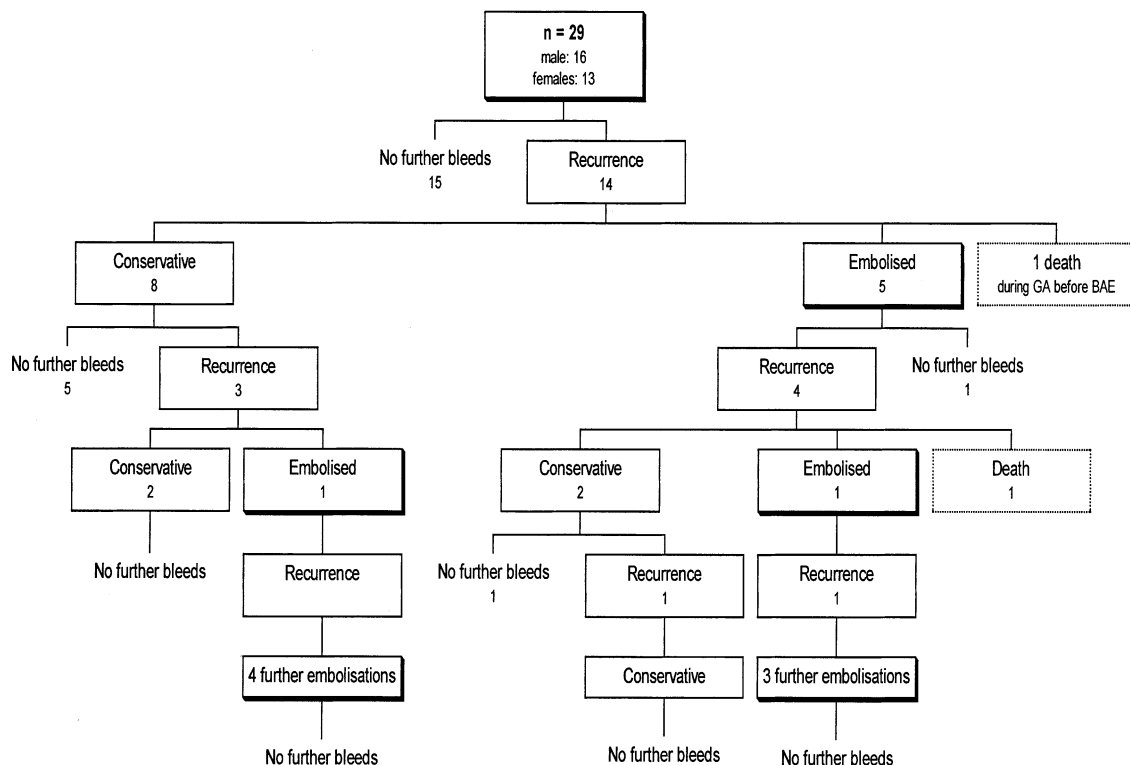 n = 29
male: 16
females: 13
No further bleeds
15
Recurrence
14
Conservative
8
Embolised
5
1 death
during GA before BAE
No further bleeds
5
Recurrence
3
Recurrence
4
No further bleeds
1
Conservative
2
Embolised
1
Conservative
2
Embolised
1
Death
1
No further bleeds
Recurrence
No further bleeds
1
Recurrence
1
Recurrence
1
4 further embolisations
Conservative
3 further embolisations
No further bleeds
No further bleeds
No further bleeds